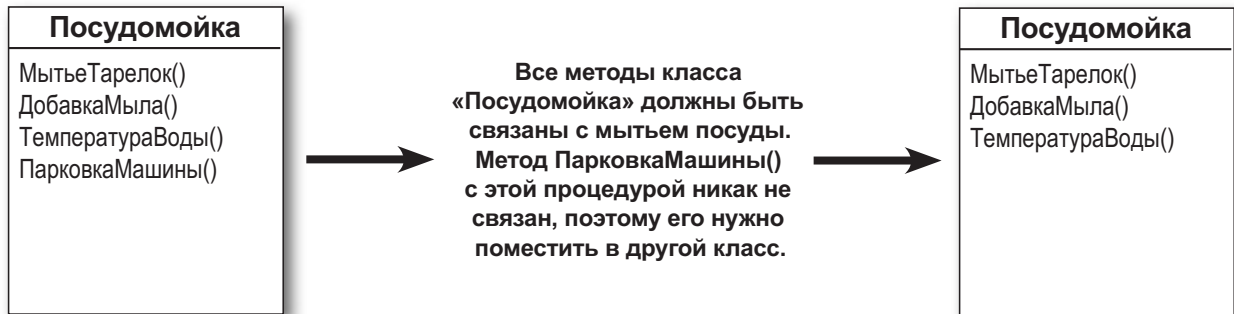 Посудомойка
МытьеТарелок()
ДобавкаМыла()
ТемператураВоды()
ПарковкаМашины()
Все методы класса
«Посудомойка» должны быть
связаны с мытьем посуды.
Метод ПарковкаМашины()
с этой процедурой никак не
связан, поэтому его нужно
поместить в другой класс.
Посудомойка
МытьеТарелок()
ДобавкаМыла()
ТемператураВоды()